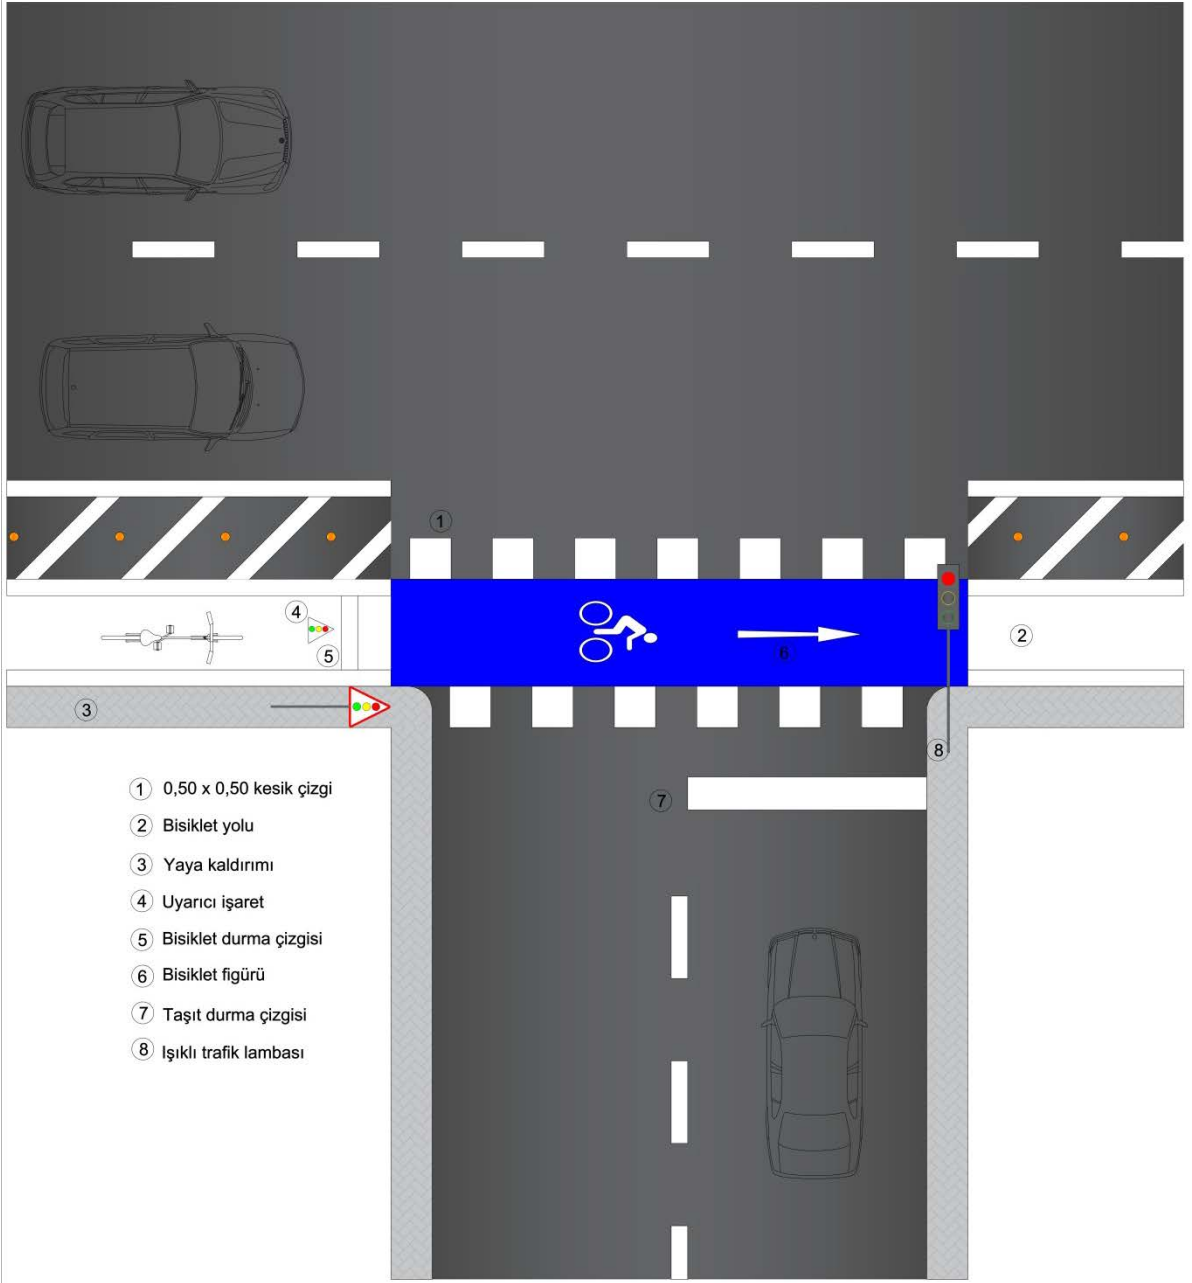 1
4
5
6
2
3
8
7
1 0,50 x 0,50 kesik çizgi
2 Bisiklet yolu
3 Yaya kaldırımı
4 Uyarıcı işaret
5 Bisiklet durma çizgisi
6 Bisiklet figürü
7 Taşıt durma çizgisi
8 Işıklı trafik lambası